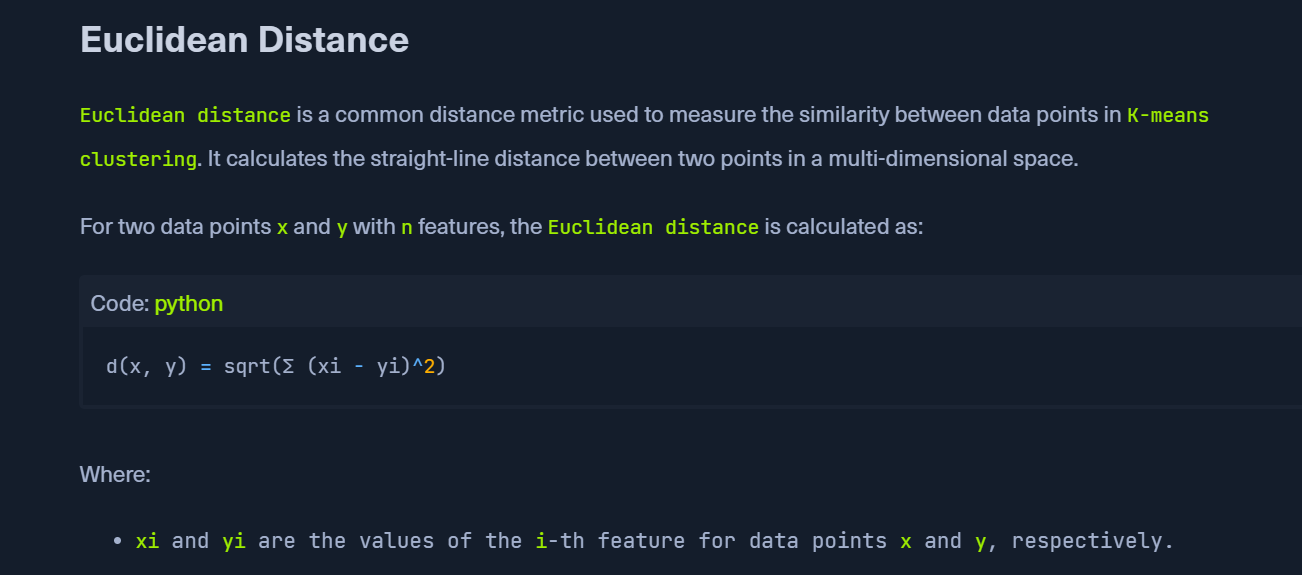 Euclidean Distance
Euclidean distance is a common distance metric used to measure the similarity between data points in K-means
clustering. It calculates the straight-line distance between two points in a multi-dimensional space.
For two data points x and y with n features, the Euclidean distance is calculated as:
Code: python
d(x, y) = sqrt(Σ (xi - yi)^2)
Where:
• xi and yi are the values of the i-th feature for data points x and y, respectively.